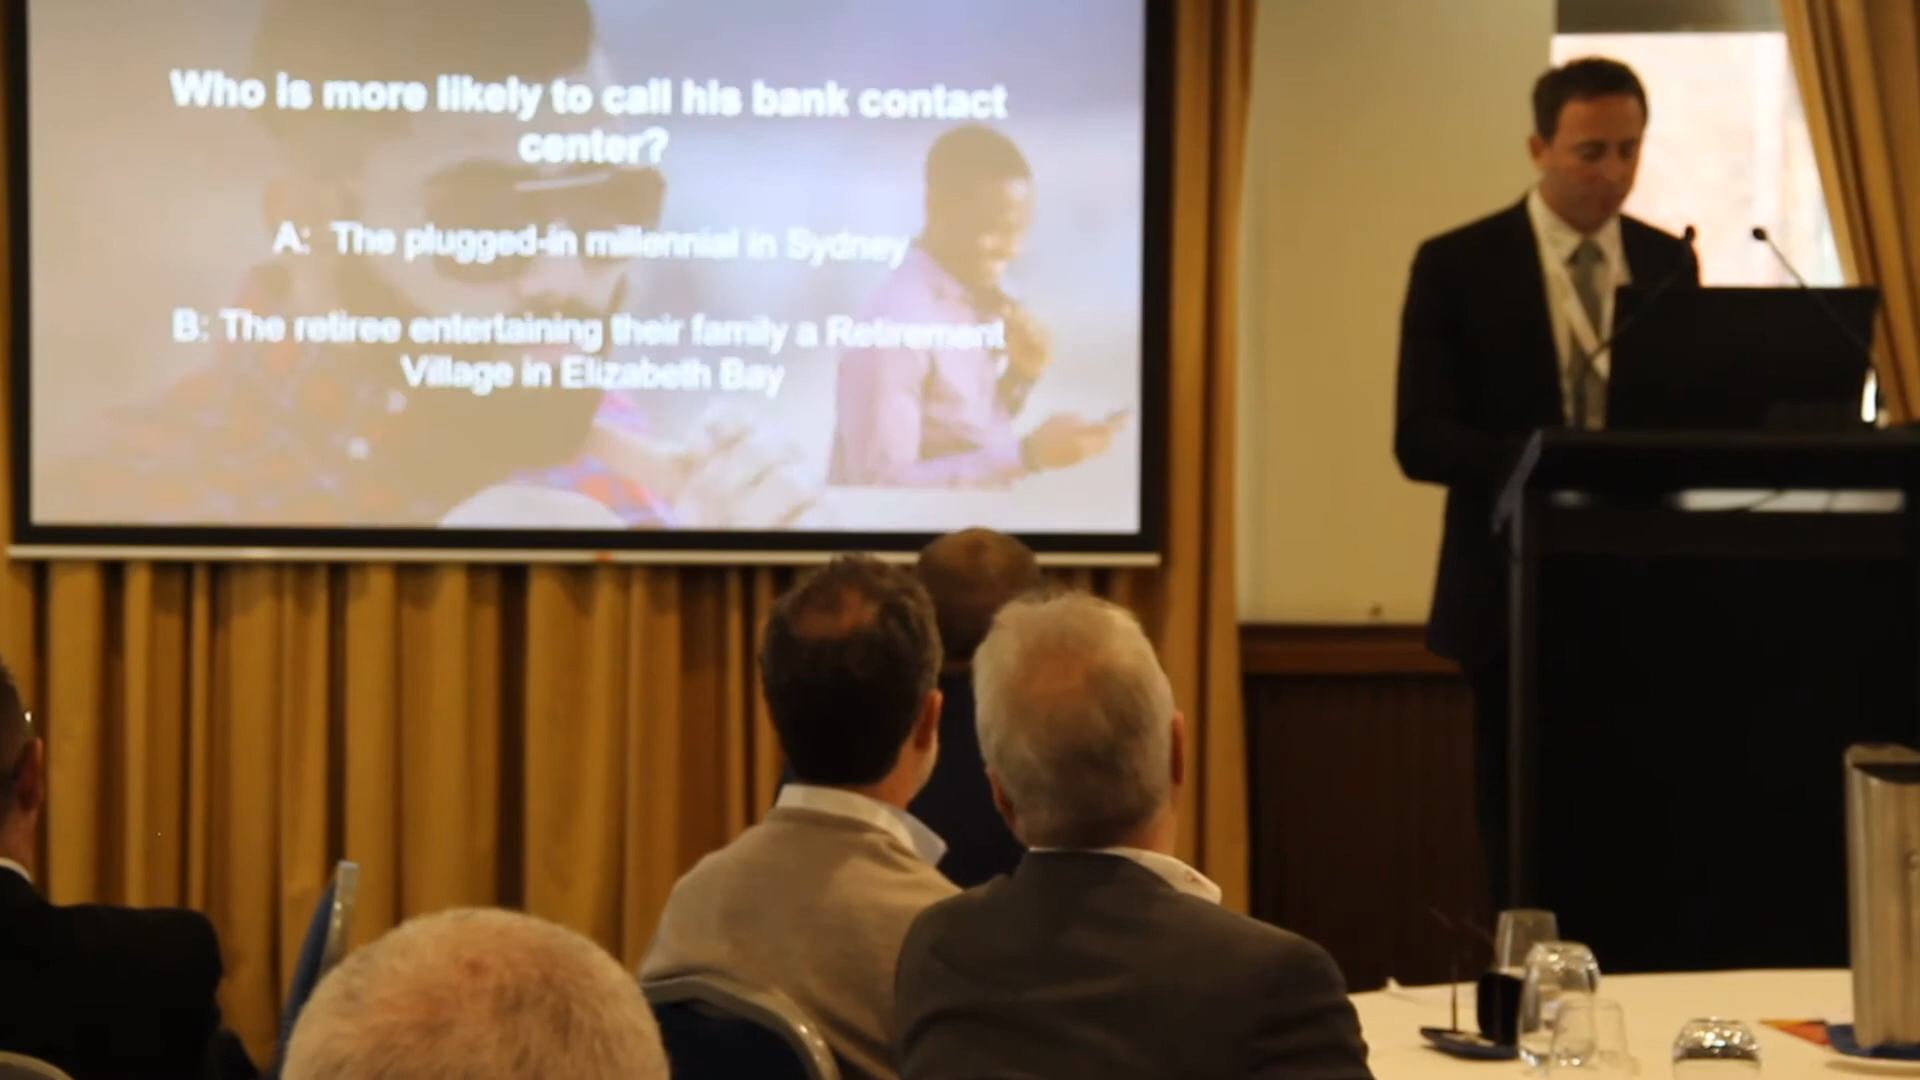 Who is more likely to call his bank contact
center?
A: The plugged-in millennial in Sydney
B: The retiree entertaining their family a Retirement
Village in Elizabeth Bay